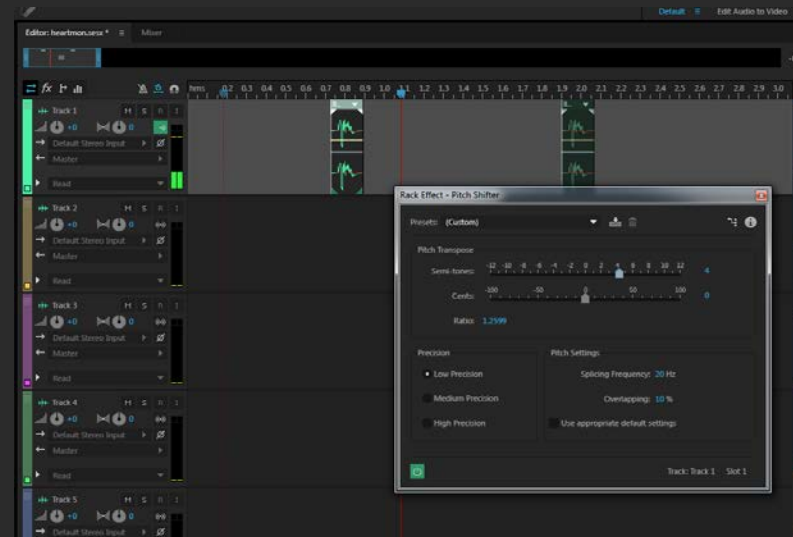 Default Edit Audio to Video
Editor: heartmon.sesx * Mixer
fx
hms 0.2 0.3 0.4 0.5 0.6 0.7 0.8 0.9 1.0 1.1 1.2 1.3 1.4 1.5 1.6 1.7 1.8 1.9 2.0 2.1 2.2 2.3 2.4 2.5 2.6 2.7 2.8 2.9 3.0
Track 1 M S R I
+0 0
Default Stereo Input
Master
Read
Rack Effect - Pitch Shifter
Presets: (Custom)
Pitch Transpose
-12 -10 -8 -6 -4 -2 0 2 4 6 8 10 12
Semi-tones: 4
-100 -50 0 50 100
Cents: 0
Ratio: 1.2599
Precision Pitch Settings
Low Precision Splicing Frequency: 20 Hz
Medium Precision Overlapping: 10 %
High Precision Use appropriate default settings
Track: Track 1 Slot 1
Track 2 M S R I
+0 0
Default Stereo Input
Master
Read
Track 3 M S R I
+0 0
Default Stereo Input
Master
Read
Track 4 M S R I
+0 0
Default Stereo Input
Master
Read
Track 5 M S R I
+0 0
Default Stereo Input